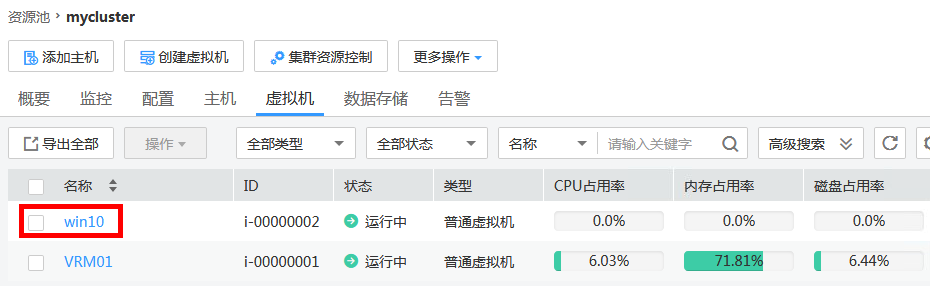 资源池 > mycluster
添加主机 创建虚拟机 集群资源控制 更多操作
概要 监控 配置 主机 虚拟机 数据存储 告警
导出全部 操作 全部类型 全部状态 名称 请输入关键字 高级搜索
名称 ID 状态 类型 CPU占用率 内存占用率 磁盘占用率
win10 i-00000002 运行中 普通虚拟机 0.0% 0.0% 0.0%
VRM01 i-00000001 运行中 普通虚拟机 6.03% 71.81% 6.44%